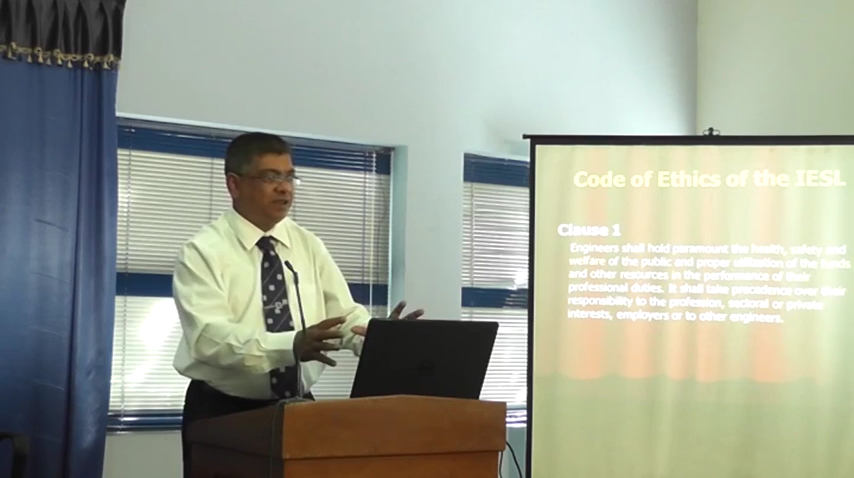 Code of Ethics of the IESL
Clause 1
Engineers shall hold paramount the health, safety and
welfare of the public and proper utilization of the funds
and other resources in the performance of their
professional duties. It shall take precedence over their
responsibility to the profession, sectoral or private
interests, employers or to other engineers.